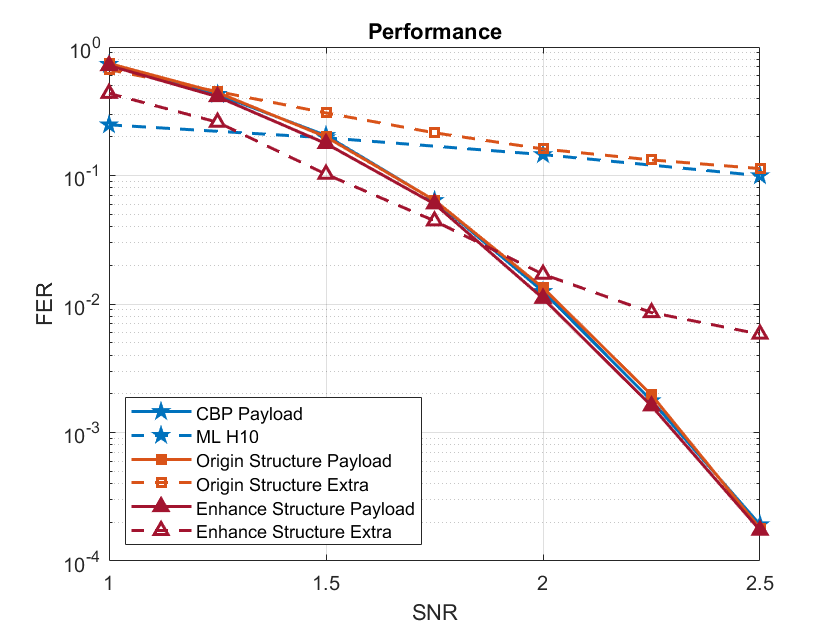 Performance
10^0
10^-1
10^-2
10^-3
10^-4
FER
CBP Payload
ML H10
Origin Structure Payload
Origin Structure Extra
Enhance Structure Payload
Enhance Structure Extra
1
1.5
2
2.5
SNR